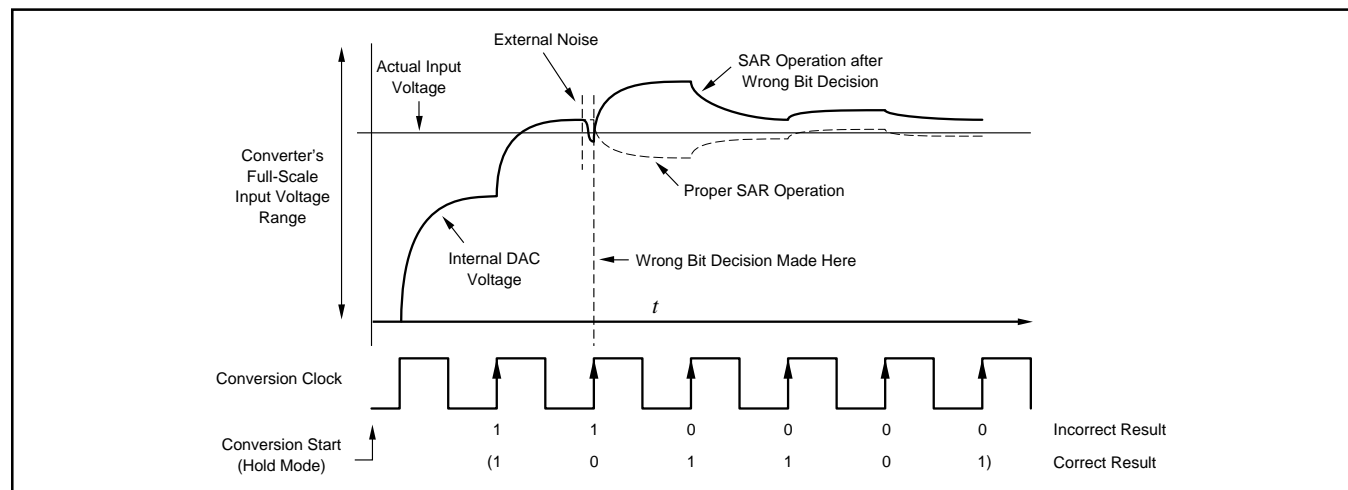 External Noise
SAR Operation after
Wrong Bit Decision
Actual Input
Voltage
Converter’s
Full-Scale
Input Voltage
Range
Proper SAR Operation
Internal DAC
Voltage
Wrong Bit Decision Made Here
t
Conversion Clock
1 1 0 0 0 0 Incorrect Result
Conversion Start
(Hold Mode)
(1 0 1 1 0 1) Correct Result